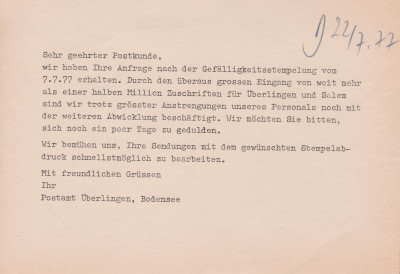 22/7.77
Sehr geehrter Postkunde,
wir haben Ihre Anfrage nach der Gefälligkeitsstempelung vom
7.7.77 erhalten. Durch den überaus grossen Eingang von weit mehr
als einer halben Million Zuschriften für Überlingen und Salem
sind wir trotz grösster Anstrengungen unseres Personals noch mit
der weiteren Abwicklung beschäftigt. Wir möchten Sie bitten,
sich noch ein paar Tage zu gedulden.
Wir bemühen uns, Ihre Sendungen mit dem gewünschten Stempelab-
druck schnellstmöglich zu bearbeiten.
Mit freundlichen Grüssen
Ihr
Postamt Überlingen, Bodensee